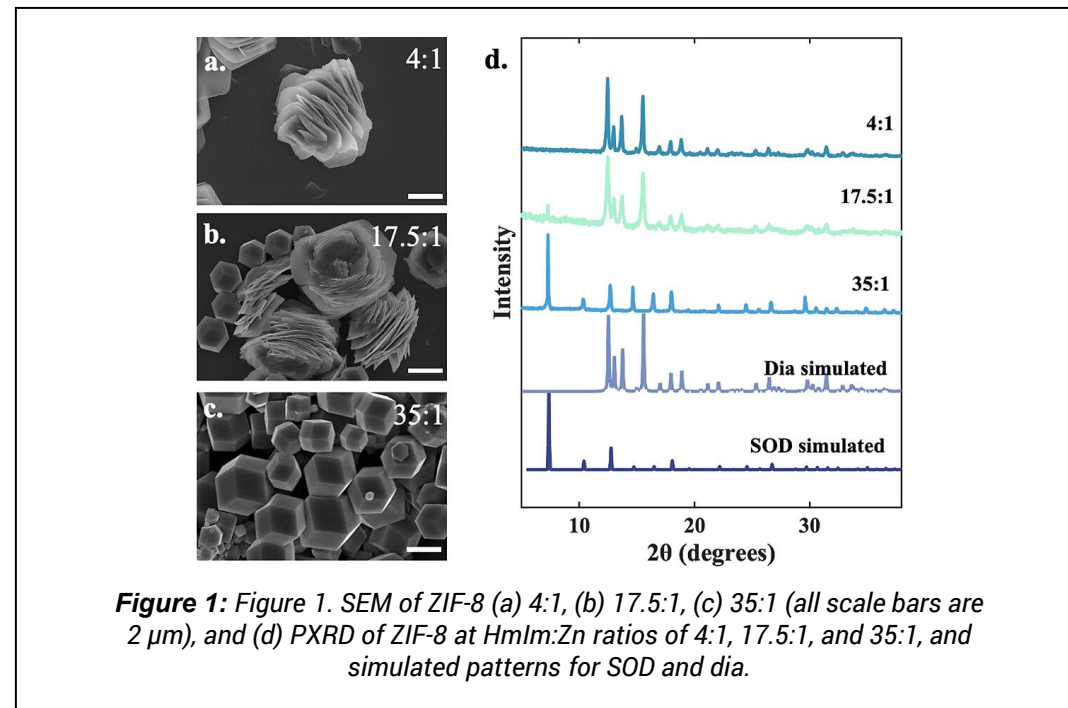 a.
4:1
b.
17.5:1
c.
35:1
d.
4:1
17.5:1
35:1
Dia simulated
SOD simulated
Intensity
10
20
30
2θ (degrees)
Figure 1: Figure 1. SEM of ZIF-8 (a) 4:1, (b) 17.5:1, (c) 35:1 (all scale bars are
2 μm), and (d) PXRD of ZIF-8 at HmIm:Zn ratios of 4:1, 17.5:1, and 35:1, and
simulated patterns for SOD and dia.